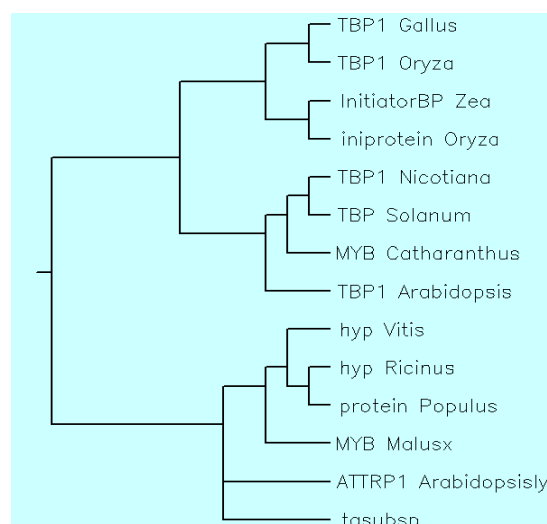 TBP1 Gallus
TBP1 Oryza
InitiatorBP Zea
iniprotein Oryza
TBP1 Nicotiana
TBP Solanum
MYB Catharanthus
TBP1 Arabidopsis
hyp Vitis
hyp Ricinus
protein Populus
MYB Malusx
ATTRP1 Arabidopsisly
tasubsp